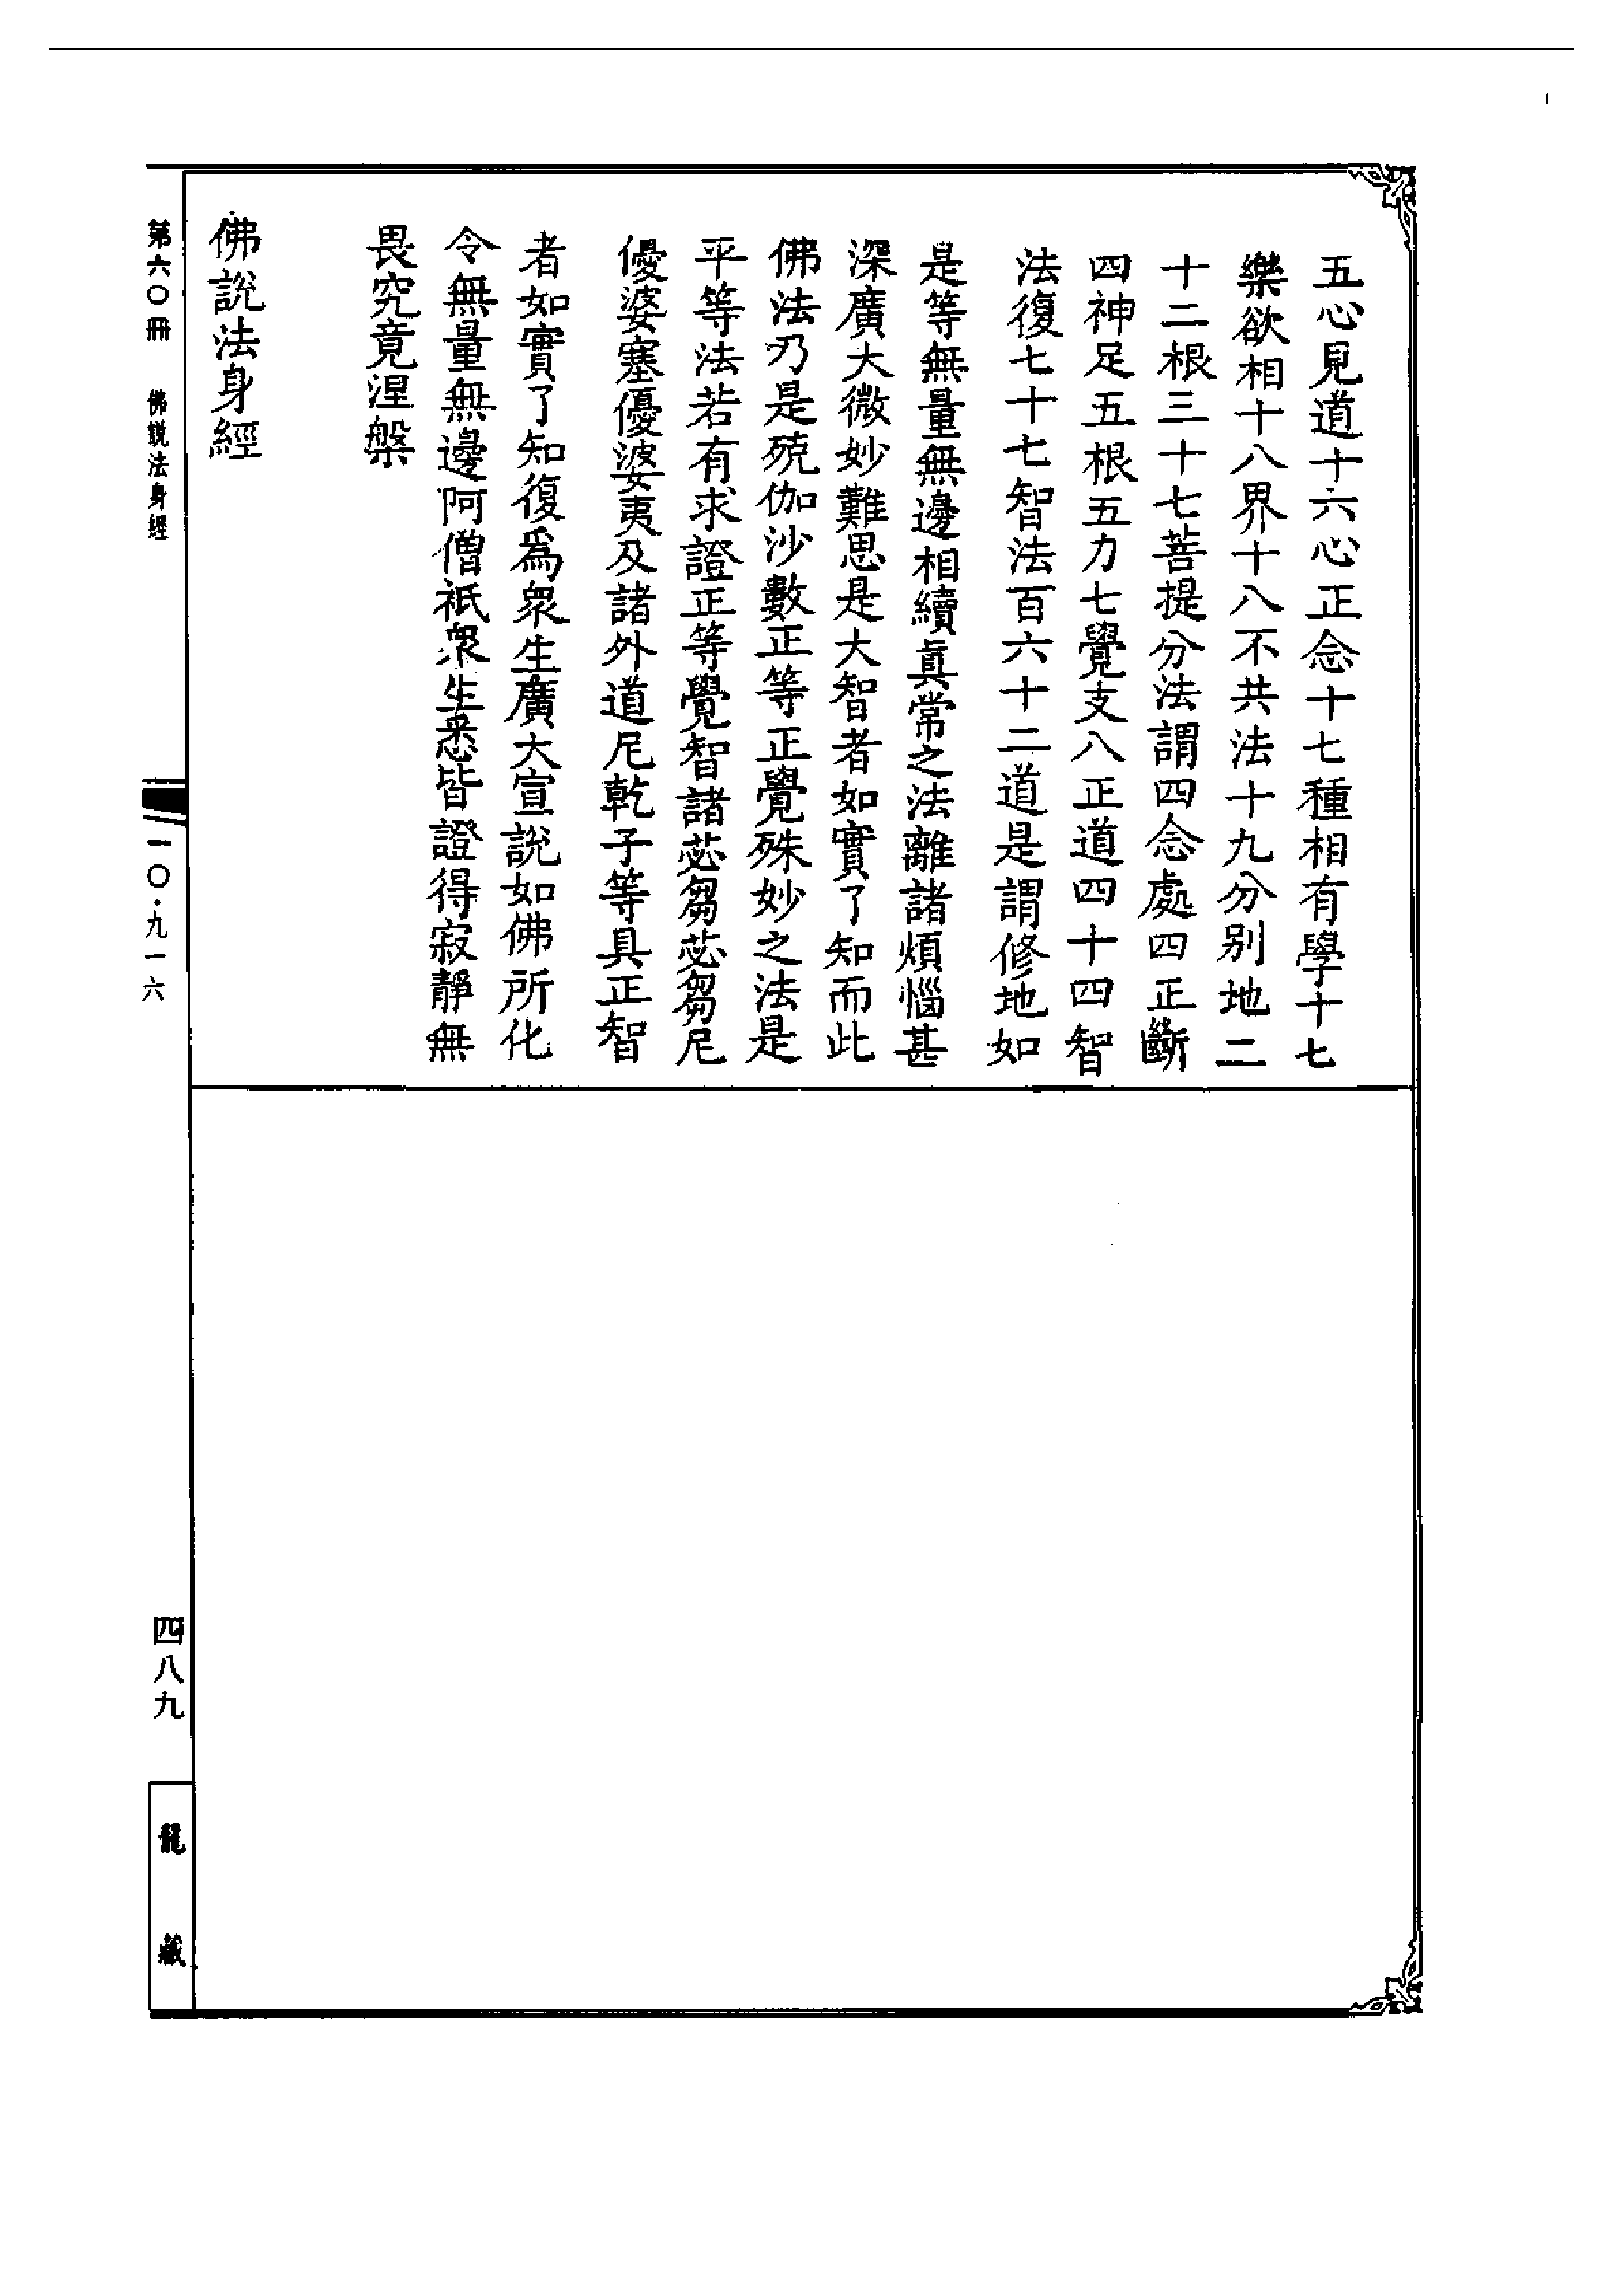 五心見道十六心正念十七種相有學十七
樂欲相十八界十八不共法十九分别地二
十二根三十七菩提分法謂四念處四正斷
四神足五根五力七覺支八正道四十四智
法復七十七智法百六十二道是謂修地如
是等無量無邊相續眞常之法離諸煩惱甚
深廣大微妙難思是大智者如實了知而此
佛法乃是殑伽沙數正等正覺殊妙之法是
平等法若有求證正等覺智諸苾芻苾芻尼
優婆塞優婆夷及諸外道尼乾子等具正智
者如實了知復爲衆生廣大宣説如佛所化
令無量無邊阿僧祇衆生悉皆證得寂靜無
畏究竟涅槃
佛說法身經
第六〇冊 佛説法身經
一〇·九一六
四八九
龍藏